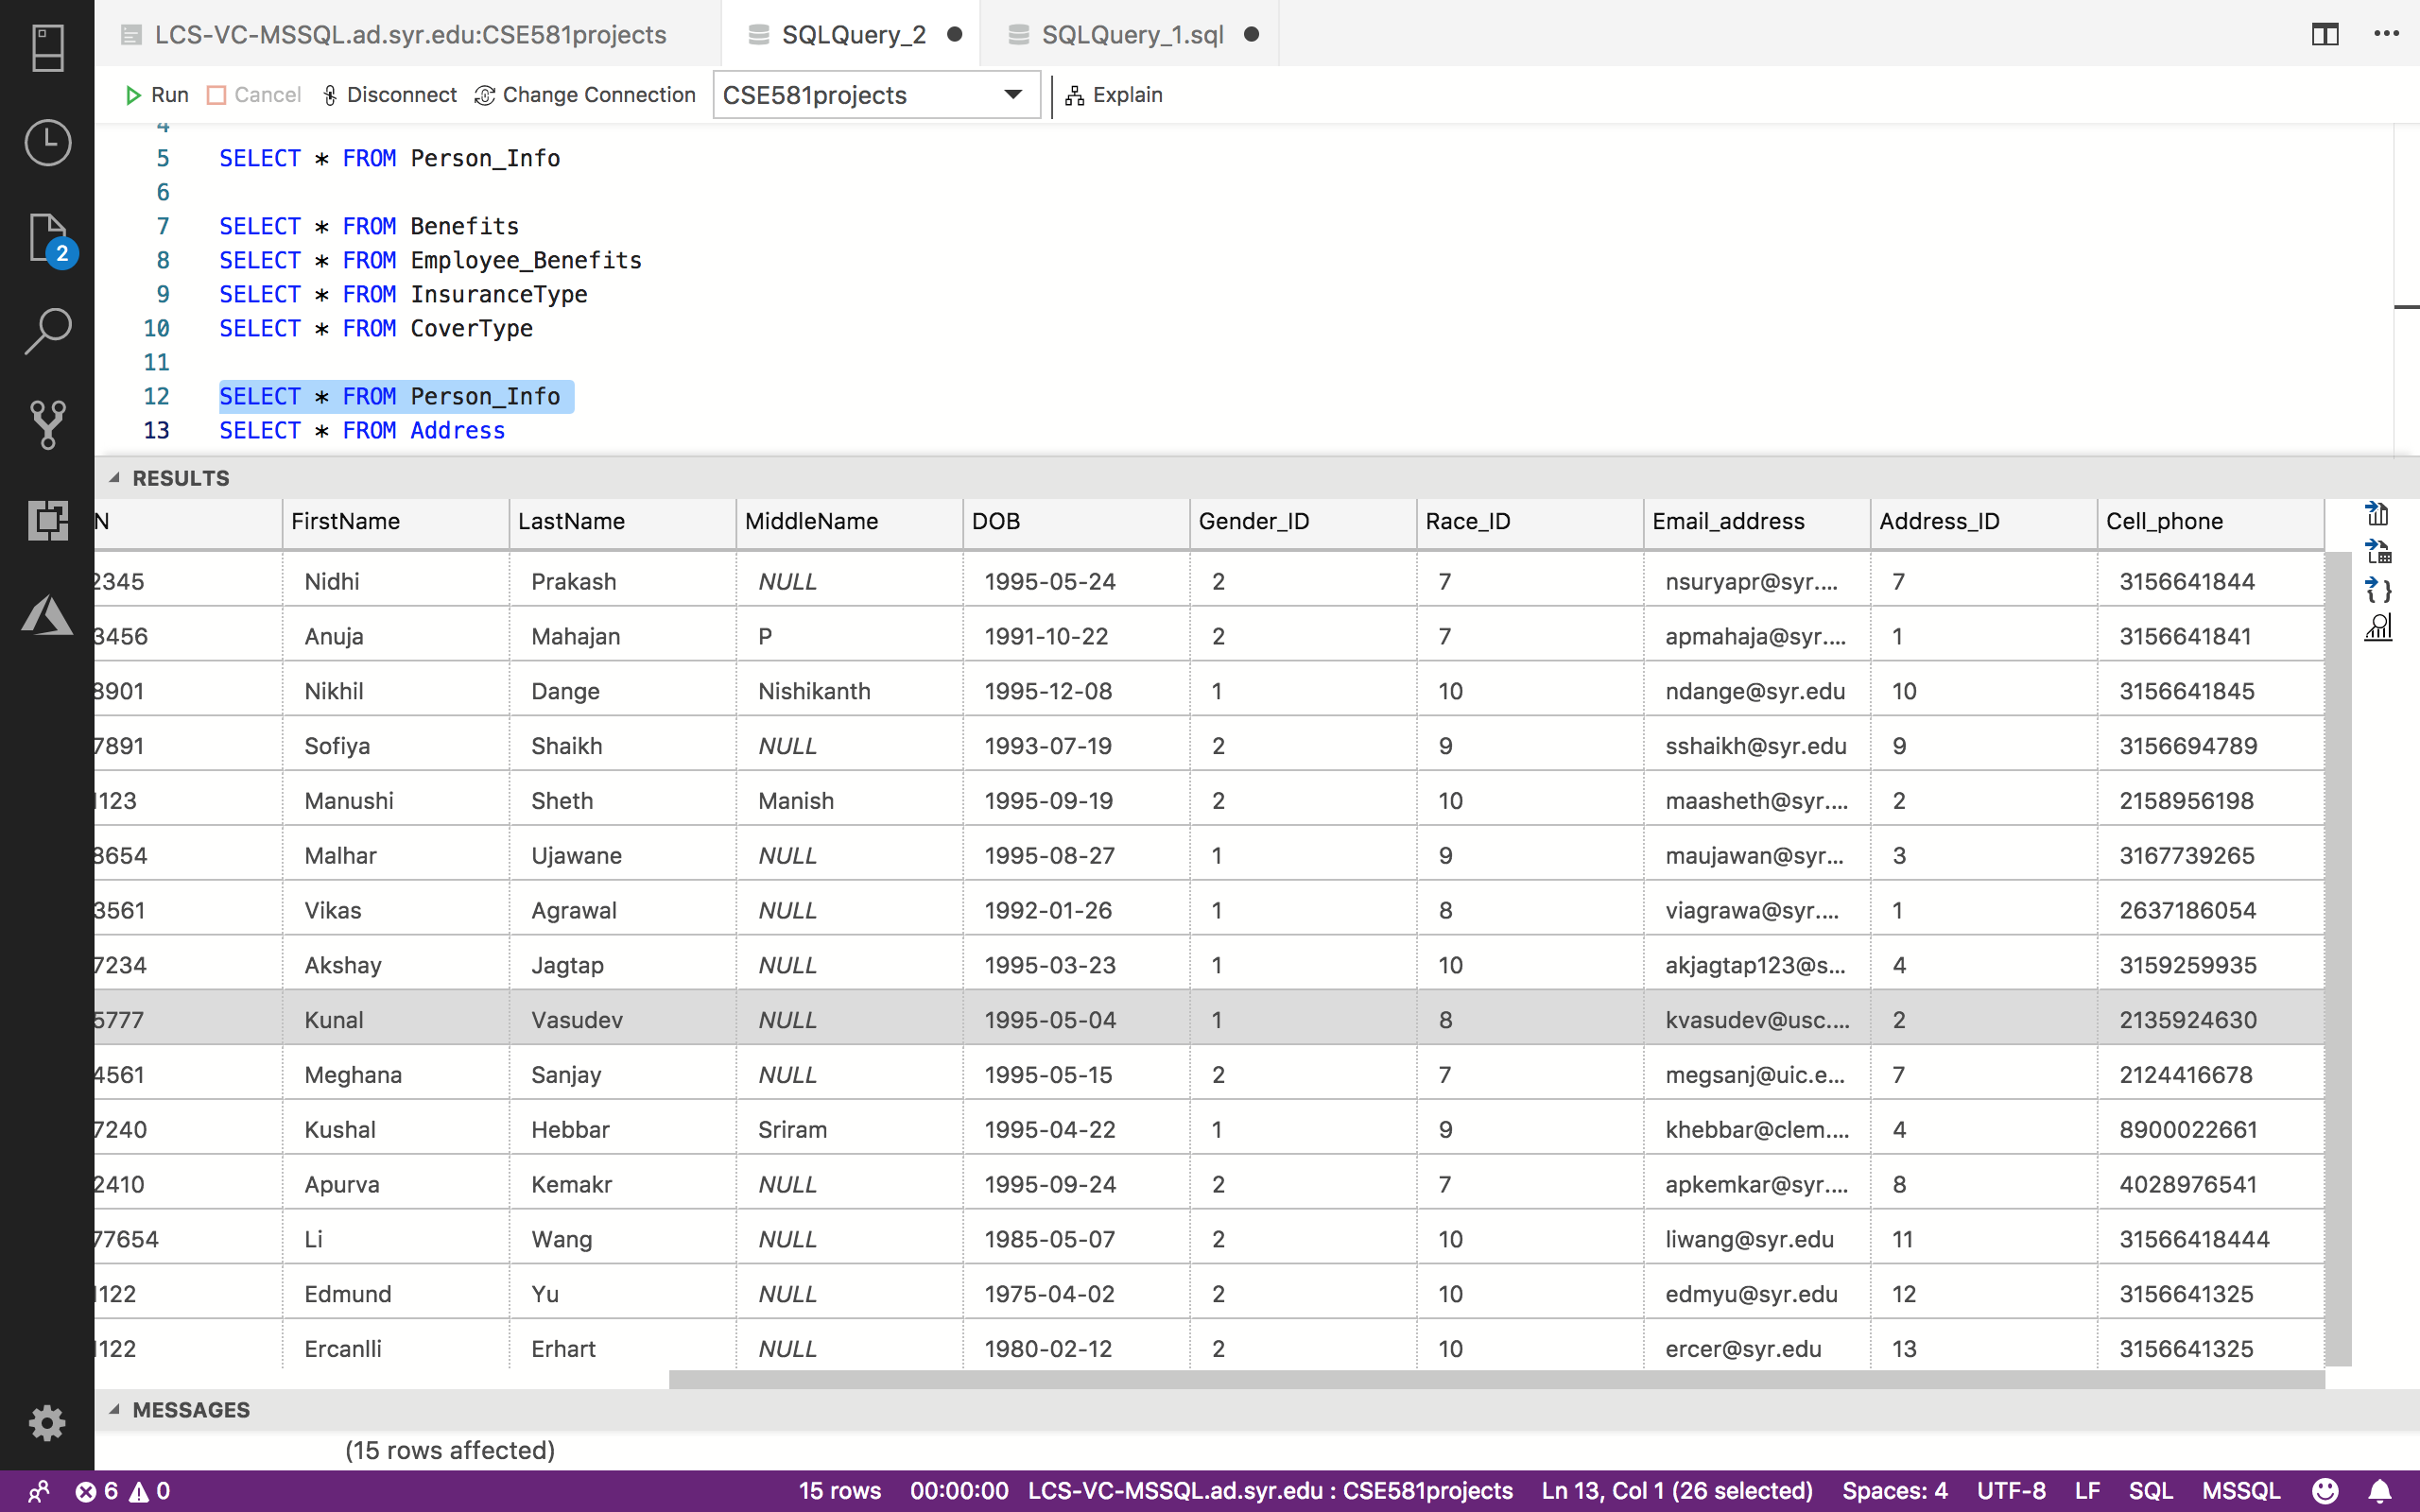 LCS-VC-MSSQL.ad.syr.edu:CSE581projects SQLQuery_2 SQLQuery_1.sql
Run Cancel Disconnect Change Connection CSE581projects Explain
4
5 SELECT * FROM Person_Info
6
7 SELECT * FROM Benefits
8 SELECT * FROM Employee_Benefits
9 SELECT * FROM InsuranceType
10 SELECT * FROM CoverType
11
12 SELECT * FROM Person_Info
13 SELECT * FROM Address
2
RESULTS
N FirstName LastName MiddleName DOB Gender_ID Race_ID Email_address Address_ID Cell_phone
2345 Nidhi Prakash NULL 1995-05-24 2 7 nsuryapr@syr.... 7 3156641844
3456 Anuja Mahajan P 1991-10-22 2 7 apmahaja@syr.... 1 3156641841
8901 Nikhil Dange Nishikanth 1995-12-08 1 10 ndange@syr.edu 10 3156641845
7891 Sofiya Shaikh NULL 1993-07-19 2 9 sshaikh@syr.edu 9 3156694789
1123 Manushi Sheth Manish 1995-09-19 2 10 maasheth@syr.... 2 2158956198
8654 Malhar Ujawane NULL 1995-08-27 1 9 maujawan@syr... 3 3167739265
3561 Vikas Agrawal NULL 1992-01-26 1 8 viagrawa@syr.... 1 2637186054
7234 Akshay Jagtap NULL 1995-03-23 1 10 akjagtap123@s... 4 3159259935
5777 Kunal Vasudev NULL 1995-05-04 1 8 kvasudev@usc.... 2 2135924630
4561 Meghana Sanjay NULL 1995-05-15 2 7 megsanj@uic.e... 7 2124416678
7240 Kushal Hebbar Sriram 1995-04-22 1 9 khebbar@clem.... 4 8900022661
2410 Apurva Kemakr NULL 1995-09-24 2 7 apkemkar@syr.... 8 4028976541
77654 Li Wang NULL 1985-05-07 2 10 liwang@syr.edu 11 31566418444
1122 Edmund Yu NULL 1975-04-02 2 10 edmyu@syr.edu 12 3156641325
1122 Ercanlli Erhart NULL 1980-02-12 2 10 ercer@syr.edu 13 3156641325
MESSAGES
(15 rows affected)
6 0 15 rows 00:00:00 LCS-VC-MSSQL.ad.syr.edu : CSE581projects Ln 13, Col 1 (26 selected) Spaces: 4 UTF-8 LF SQL MSSQL